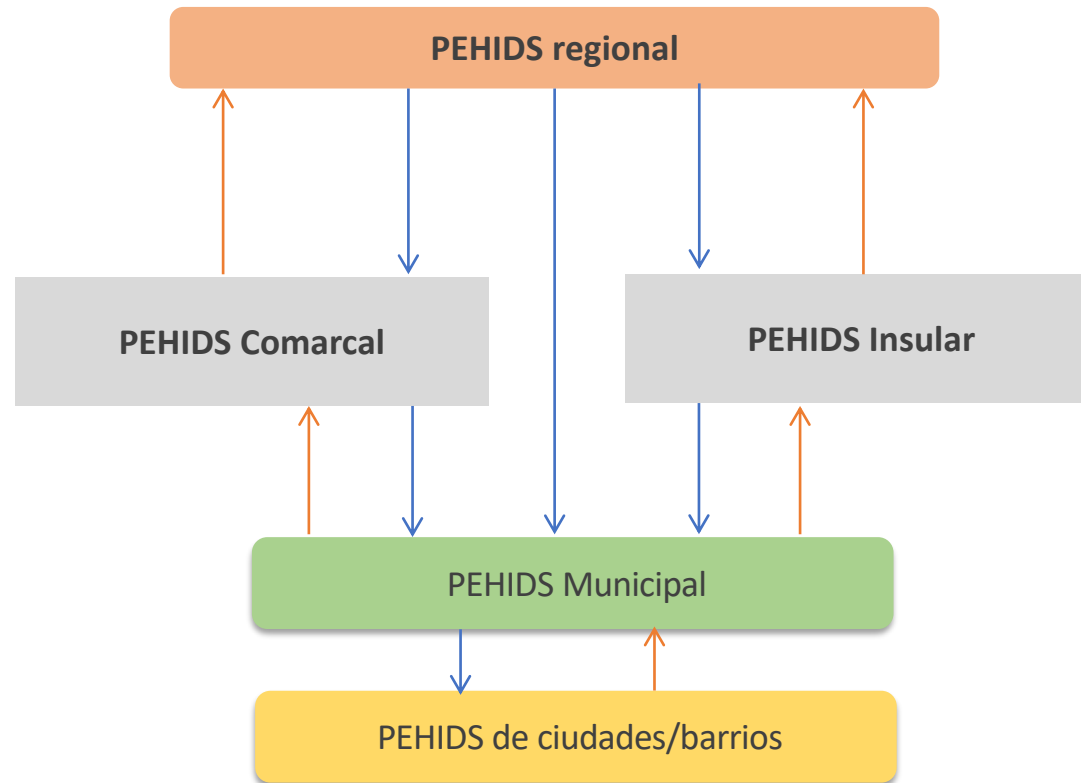 PEHIDS regional
PEHIDS Comarcal
PEHIDS Insular
PEHIDS Municipal
PEHIDS de ciudades/barrios